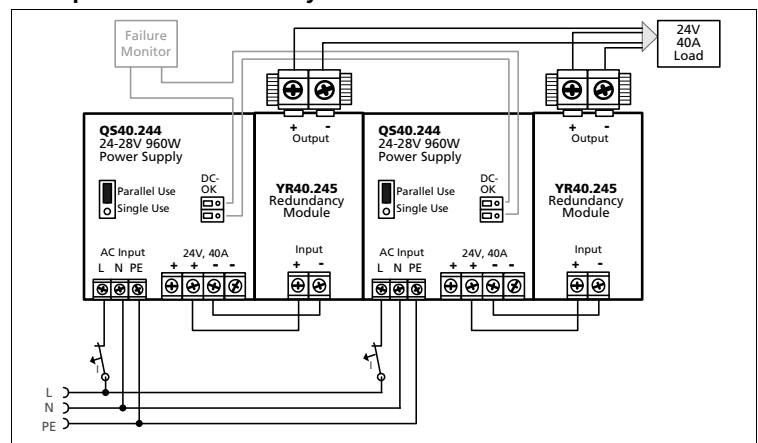 Failure
Monitor
24V
40A
Load
+ -
Output
+ -
Output
QS40.244
24-28V 960W
Power Supply
Parallel Use
Single Use
DC-
OK
AC Input
L N PE
24V, 40A
+ + - -
YR40.245
Redundancy
Module
Input
+ -
QS40.244
24-28V 960W
Power Supply
Parallel Use
Single Use
DC-
OK
AC Input
L N PE
24V, 40A
+ + - -
YR40.245
Redundancy
Module
Input
+ -
I
I
L
N
PE